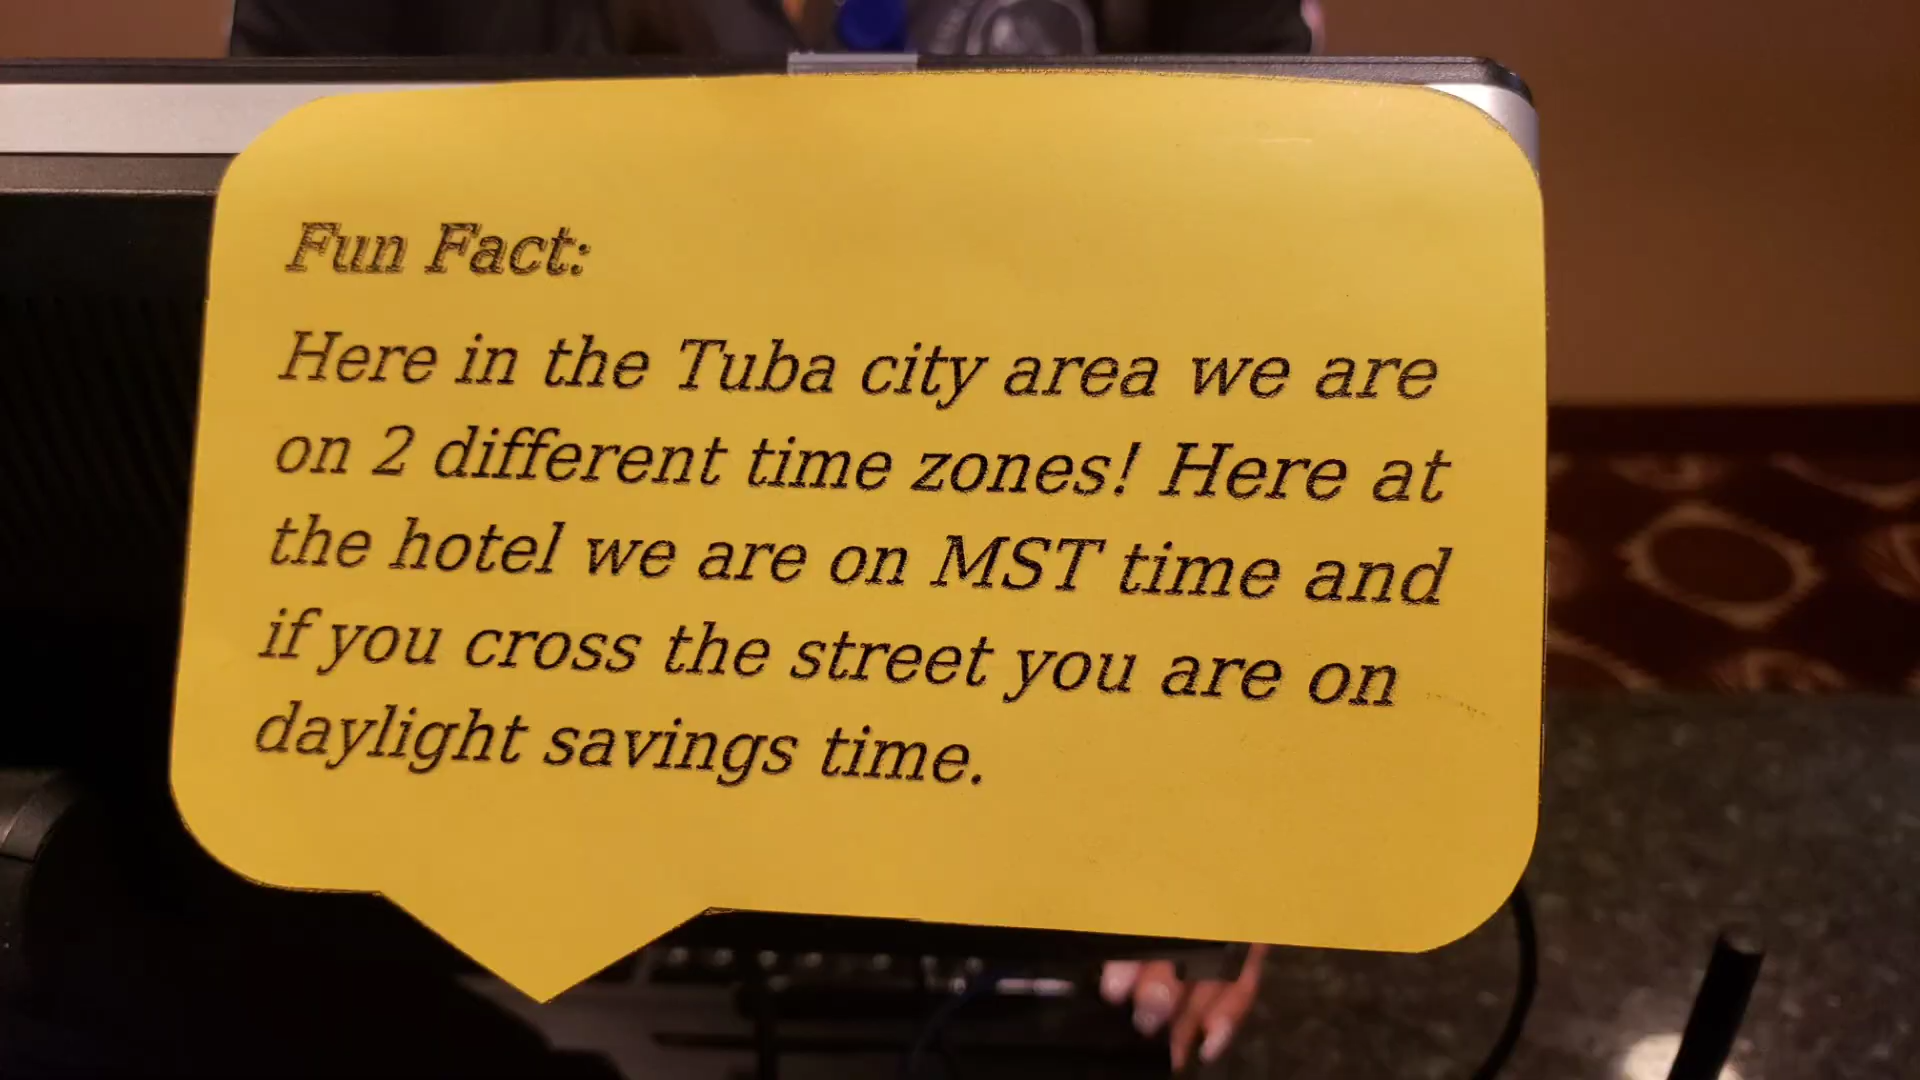 Fun Fact:
Here in the Tuba city area we are
on 2 different time zones! Here at
the hotel we are on MST time and
if you cross the street you are on
daylight savings time.